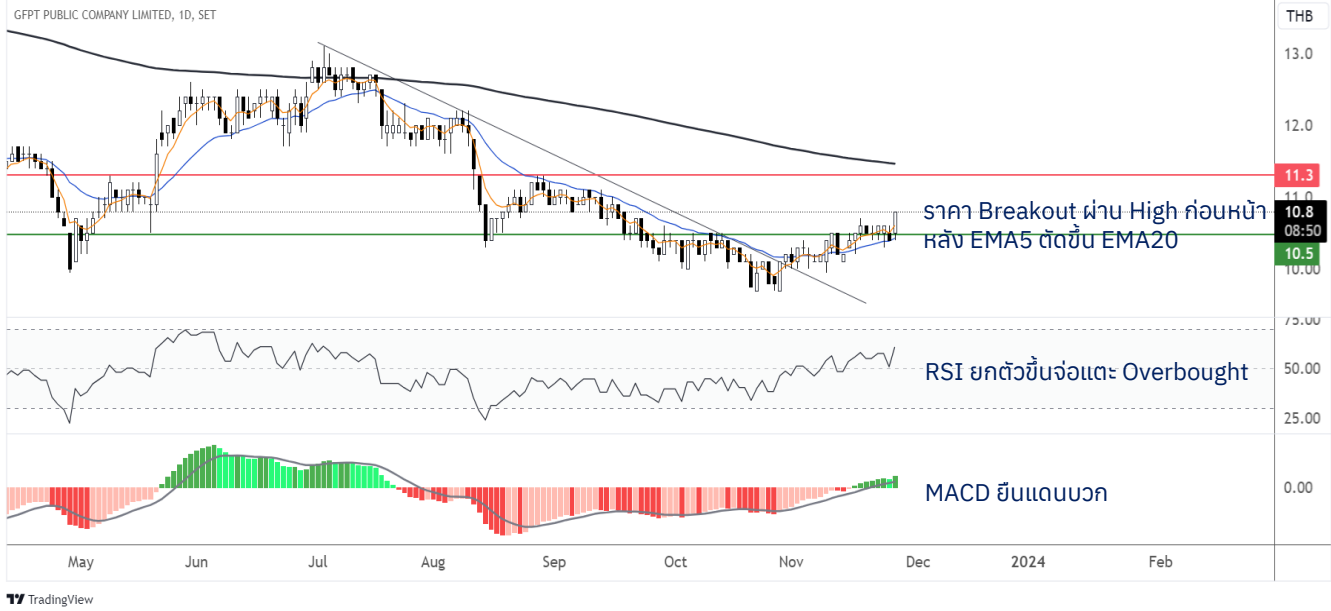 GFPT PUBLIC COMPANY LIMITED, 1D, SET
THB
13.0
12.0
11.3
11.0
ราคา Breakout ผ่าน High ก่อนหน้า
10.8
หลัง EMA5 ตัดขึ้น EMA20
08:50
10.5
10.00
75.00
RSI ยกตัวขึ้นจ่อแตะ Overbought
50.00
25.00
MACD ยืนแดนบวก
0.00
May Jun Jul Aug Sep Oct Nov Dec 2024 Feb
TradingView